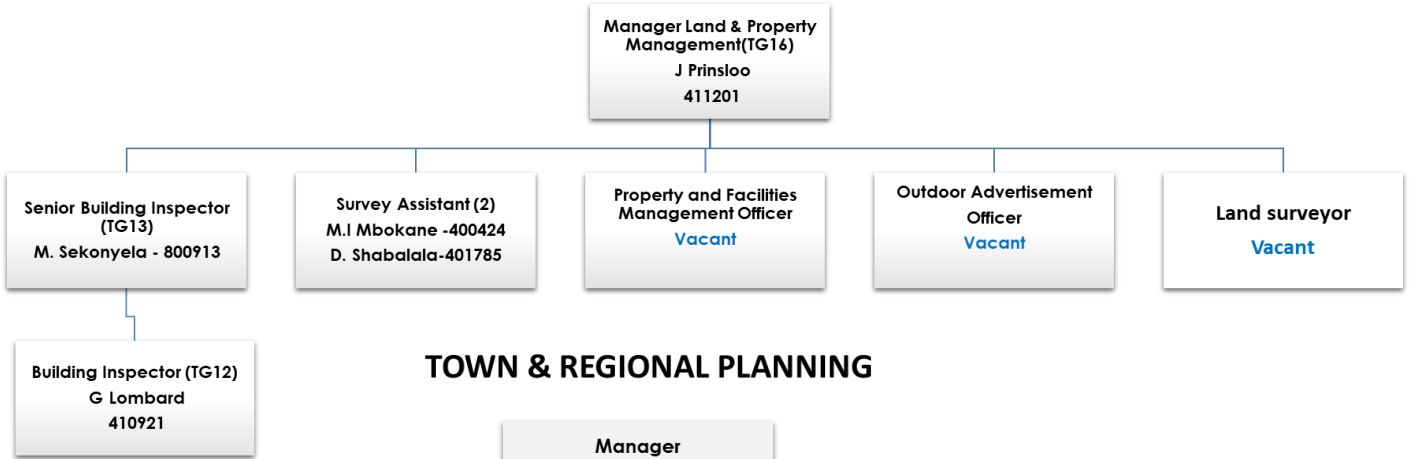 Manager Land & Property
Management(TG16)
J Prinsloo
411201
Senior Building Inspector
(TG13)
M. Sekonyela - 800913
Survey Assistant (2)
M.I Mbokane -400424
D. Shabalala-401785
Property and Facilities
Management Officer
Vacant
Outdoor Advertisement
Officer
Vacant
Land surveyor
Vacant
Building Inspector (TG12)
G Lombard
410921
TOWN & REGIONAL PLANNING
Manager